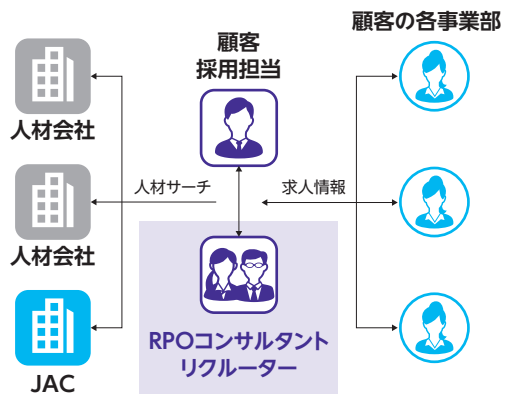 顧客の各事業部
顧客
採用担当
人材会社
人材サーチ
求人情報
人材会社
RPOコンサルタント
リクルーター
JAC